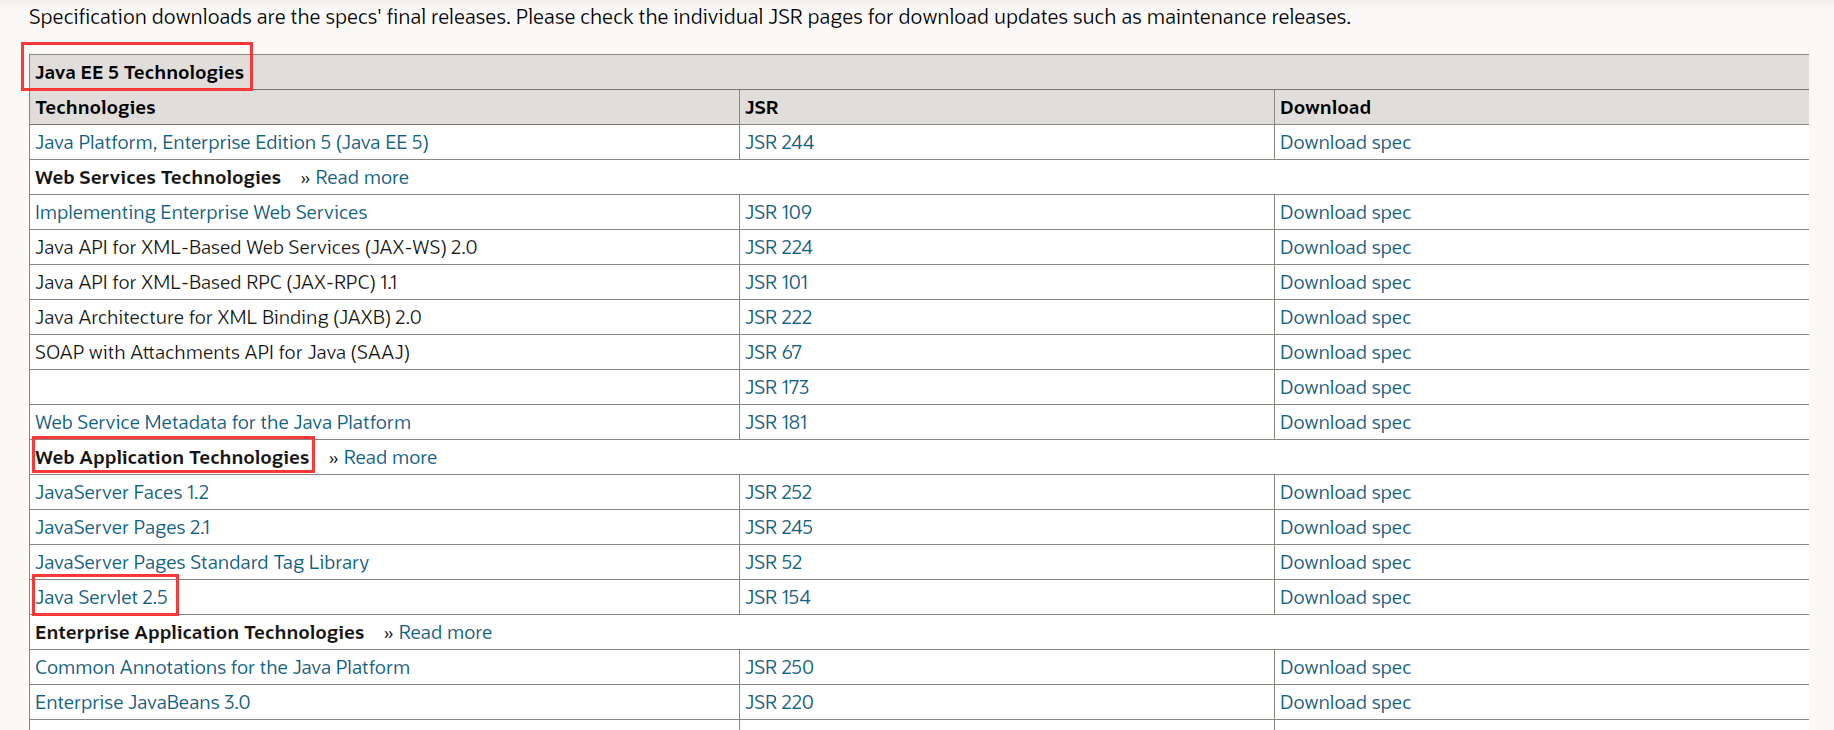 Specification downloads are the specs' final releases. Please check the individual JSR pages for download updates such as maintenance releases.
Java EE 5 Technologies
Technologies JSR Download
Java Platform, Enterprise Edition 5 (Java EE 5) JSR 244 Download spec
Web Services Technologies » Read more
Implementing Enterprise Web Services JSR 109 Download spec
Java API for XML-Based Web Services (JAX-WS) 2.0 JSR 224 Download spec
Java API for XML-Based RPC (JAX-RPC) 1.1 JSR 101 Download spec
Java Architecture for XML Binding (JAXB) 2.0 JSR 222 Download spec
SOAP with Attachments API for Java (SAAJ) JSR 67 Download spec
JSR 173 Download spec
Web Service Metadata for the Java Platform JSR 181 Download spec
Web Application Technologies » Read more
JavaServer Faces 1.2 JSR 252 Download spec
JavaServer Pages 2.1 JSR 245 Download spec
JavaServer Pages Standard Tag Library JSR 52 Download spec
Java Servlet 2.5 JSR 154 Download spec
Enterprise Application Technologies » Read more
Common Annotations for the Java Platform JSR 250 Download spec
Enterprise JavaBeans 3.0 JSR 220 Download spec